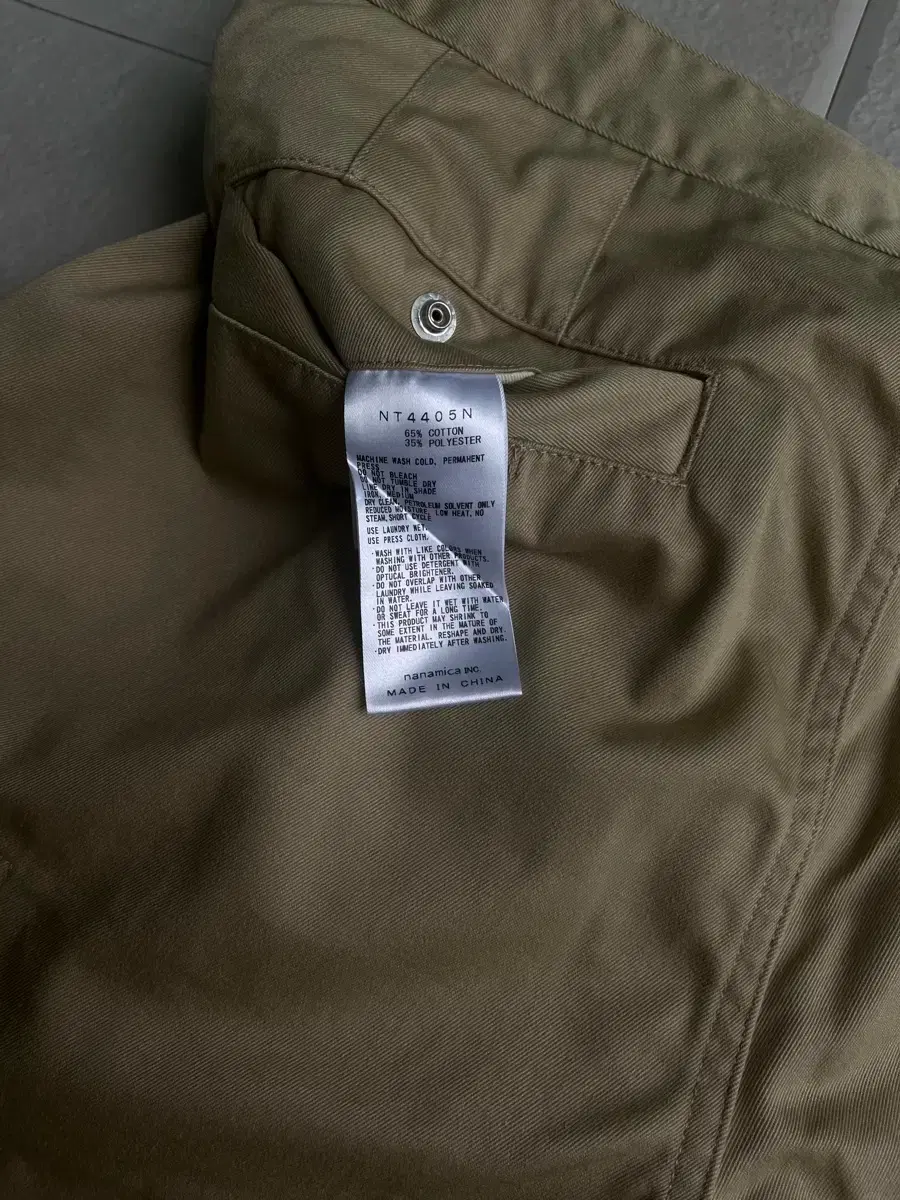 NT4405N
65% COTTON
35% POLYESTER
MACHINE WASH COLD, PERMAHENT
PRESS
DO NOT BLEACH
DO NOT TUMBLE DRY
LINE DRY IN SHADE
IRON, MEDIUM
DRY CLEAN, PETROLEUM SOLVENT ONLY
REDUCED MOISTURE, LOW HEAT, NO
STEAM, SHORT CYCLE
USE LAUNDRY NET.
USE PRESS CLOTH.
·WASH WITH LIKE COLORS WHEN
WASHING WITH OTHER PRODUCTS.
·DO NOT USE DETERGENT WITH
OPTUCAL BRIGHTENER.
·DO NOT OVERLAP WITH OTHER
LAUNDRY WHILE LEAVING SOAKED
IN WATER.
·DO NOT LEAVE IT WET WITH WATER
OR SWEAT FOR A LONG TIME.
·THIS PRODUCT MAY SHRINK TO
SOME EXTENT IN THE MATURE OF
THE MATERIAL. RESHAPE AND DRY.
·DRY IMMEDIATELY AFTER WASHING.
nanamica INC.
MADE IN CHINA